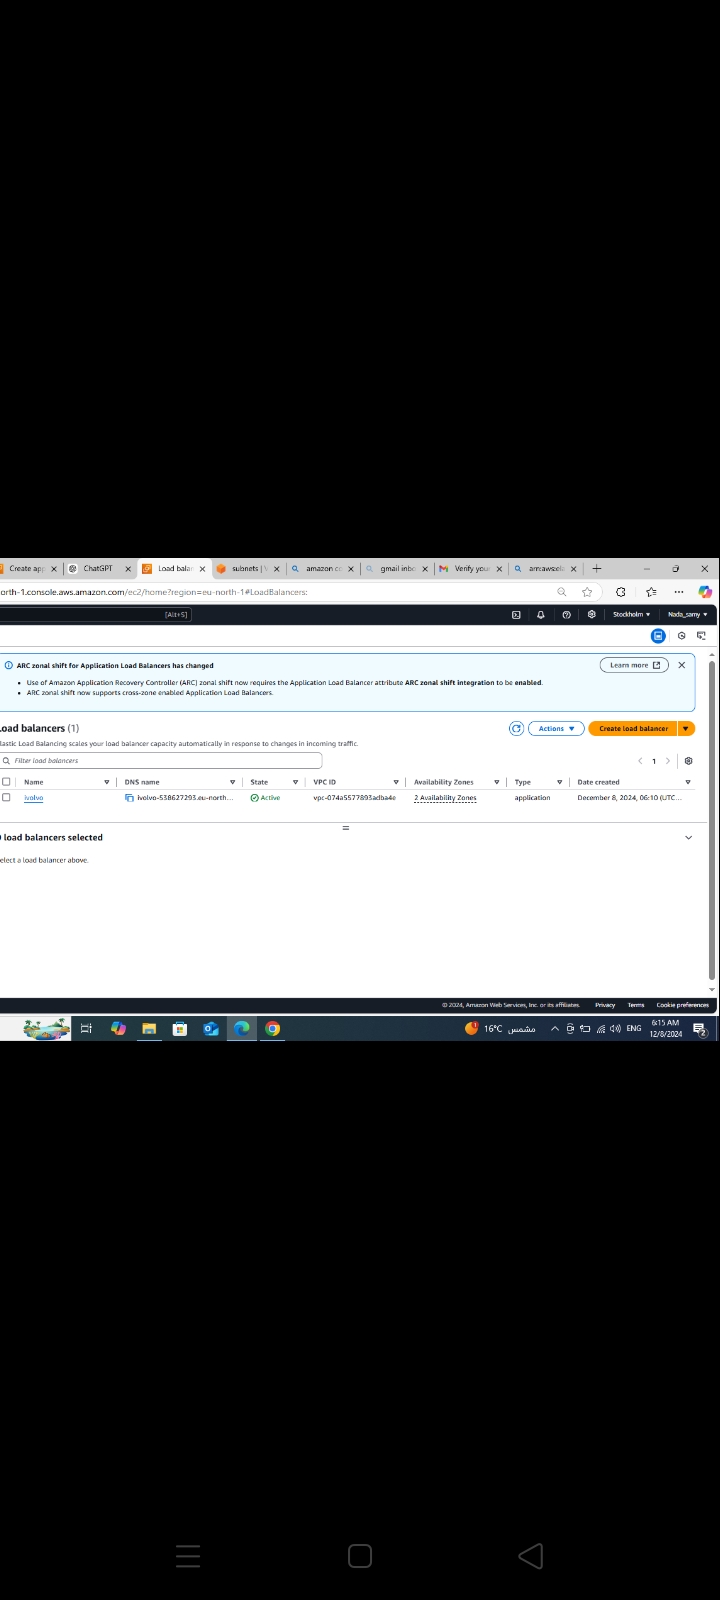 Create app
ChatGPT
Load balan
subnets |
amazon co
gmail inbo
Verify your
arn:aws:ela
orth-1.console.aws.amazon.com/ec2/home?region=eu-north-1#LoadBalancers:
[Alt+S]
Stockholm
Nada_samy
ARC zonal shift for Application Load Balancers has changed
Learn more
• Use of Amazon Application Recovery Controller (ARC) zonal shift now requires the Application Load Balancer attribute ARC zonal shift integration to be enabled.
• ARC zonal shift now supports cross-zone enabled Application Load Balancers.
oad balancers (1)
Actions
Create load balancer
lastic Load Balancing scales your load balancer capacity automatically in response to changes in incoming traffic.
Filter load balancers
1
Name
DNS name
State
VPC ID
Availability Zones
Type
Date created
ivolvo
ivolvo-538627293.eu-north...
Active
vpc-074a5577893adba4e
2 Availability Zones
application
December 8, 2024, 06:10 (UTC...
load balancers selected
elect a load balancer above.
© 2024, Amazon Web Services, Inc. or its affiliates.
Privacy
Terms
Cookie preferences
16°C مشمس
ENG
6:15 AM
12/8/2024
2